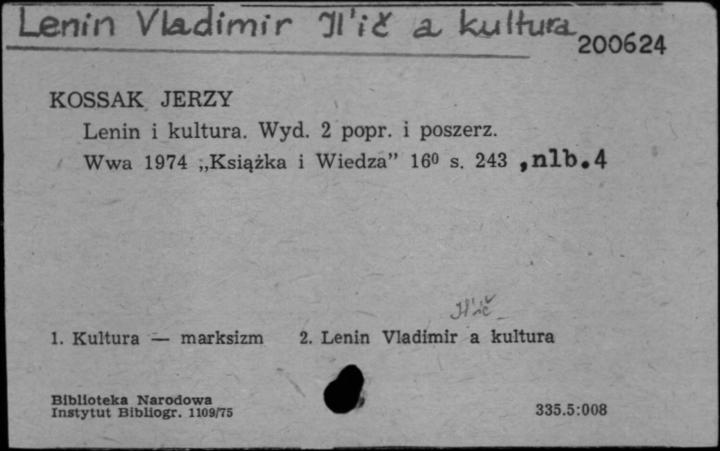 Lenin Vladimir Il'ič a kultura
200624
KOSSAK JERZY
Lenin i kultura. Wyd. 2 popr. i poszerz.
Wwa 1974 „Książka i Wiedza” 16⁰ s. 243 , nlb. 4
Il'ič
1. Kultura — marksizm 2. Lenin Vladimir a kultura
Biblioteka Narodowa
Instytut Bibliogr. 1109/75
335.5:008